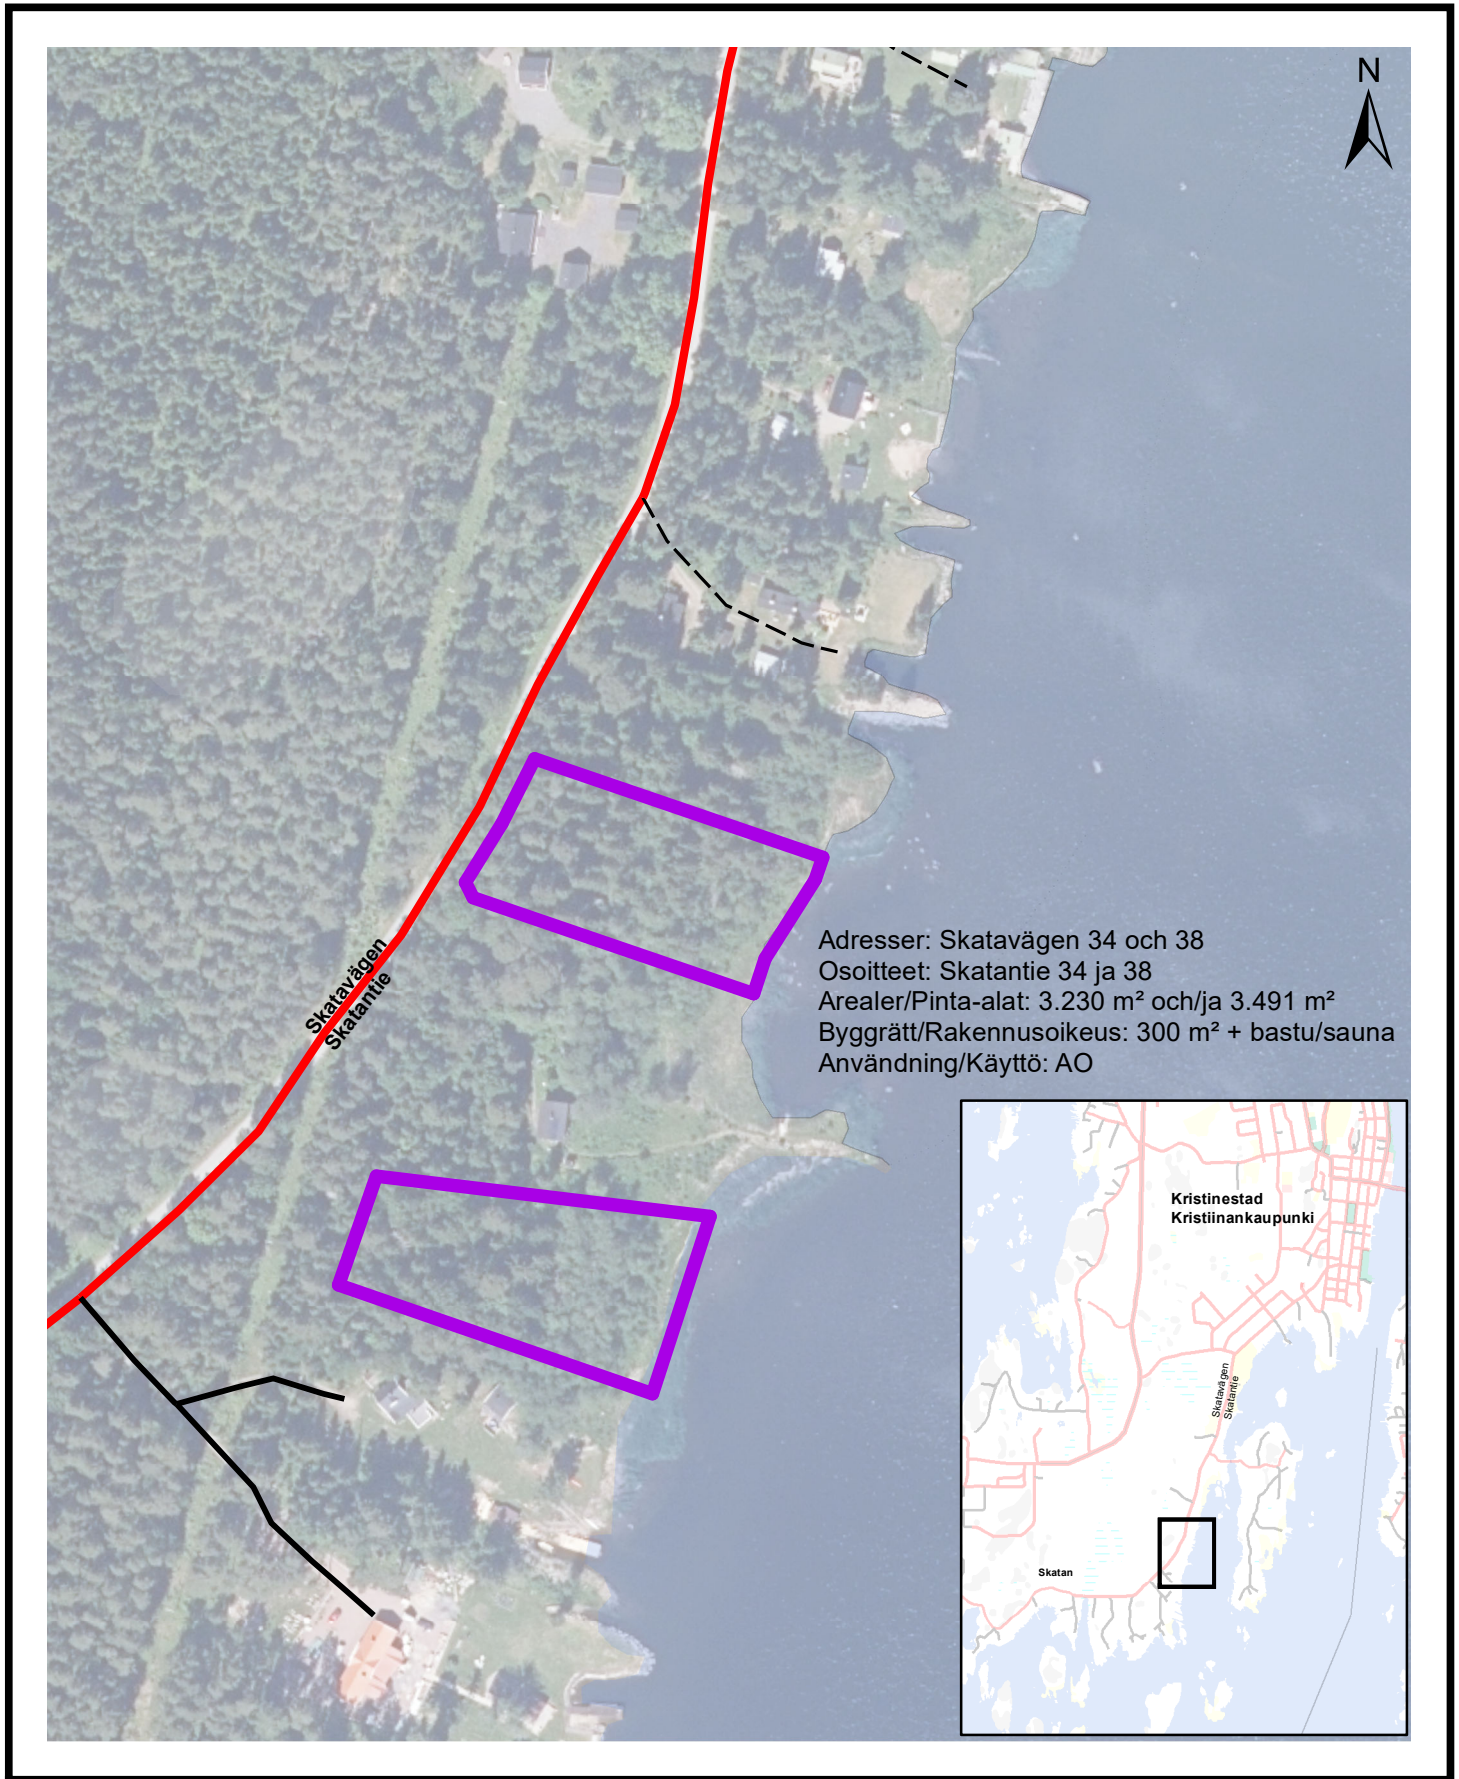 N
Skatavägen
Skatantie
Adresser: Skatavägen 34 och 38
Osoitteet: Skatantie 34 ja 38
Arealer/Pinta-alat: 3.230 m² och/ja 3.491 m²
Byggrätt/Rakennusoikeus: 300 m² + bastu/sauna
Användning/Käyttö: AO
Kristinestad
Kristiinankaupunki
Skatavägen
Skatantie
Skatan